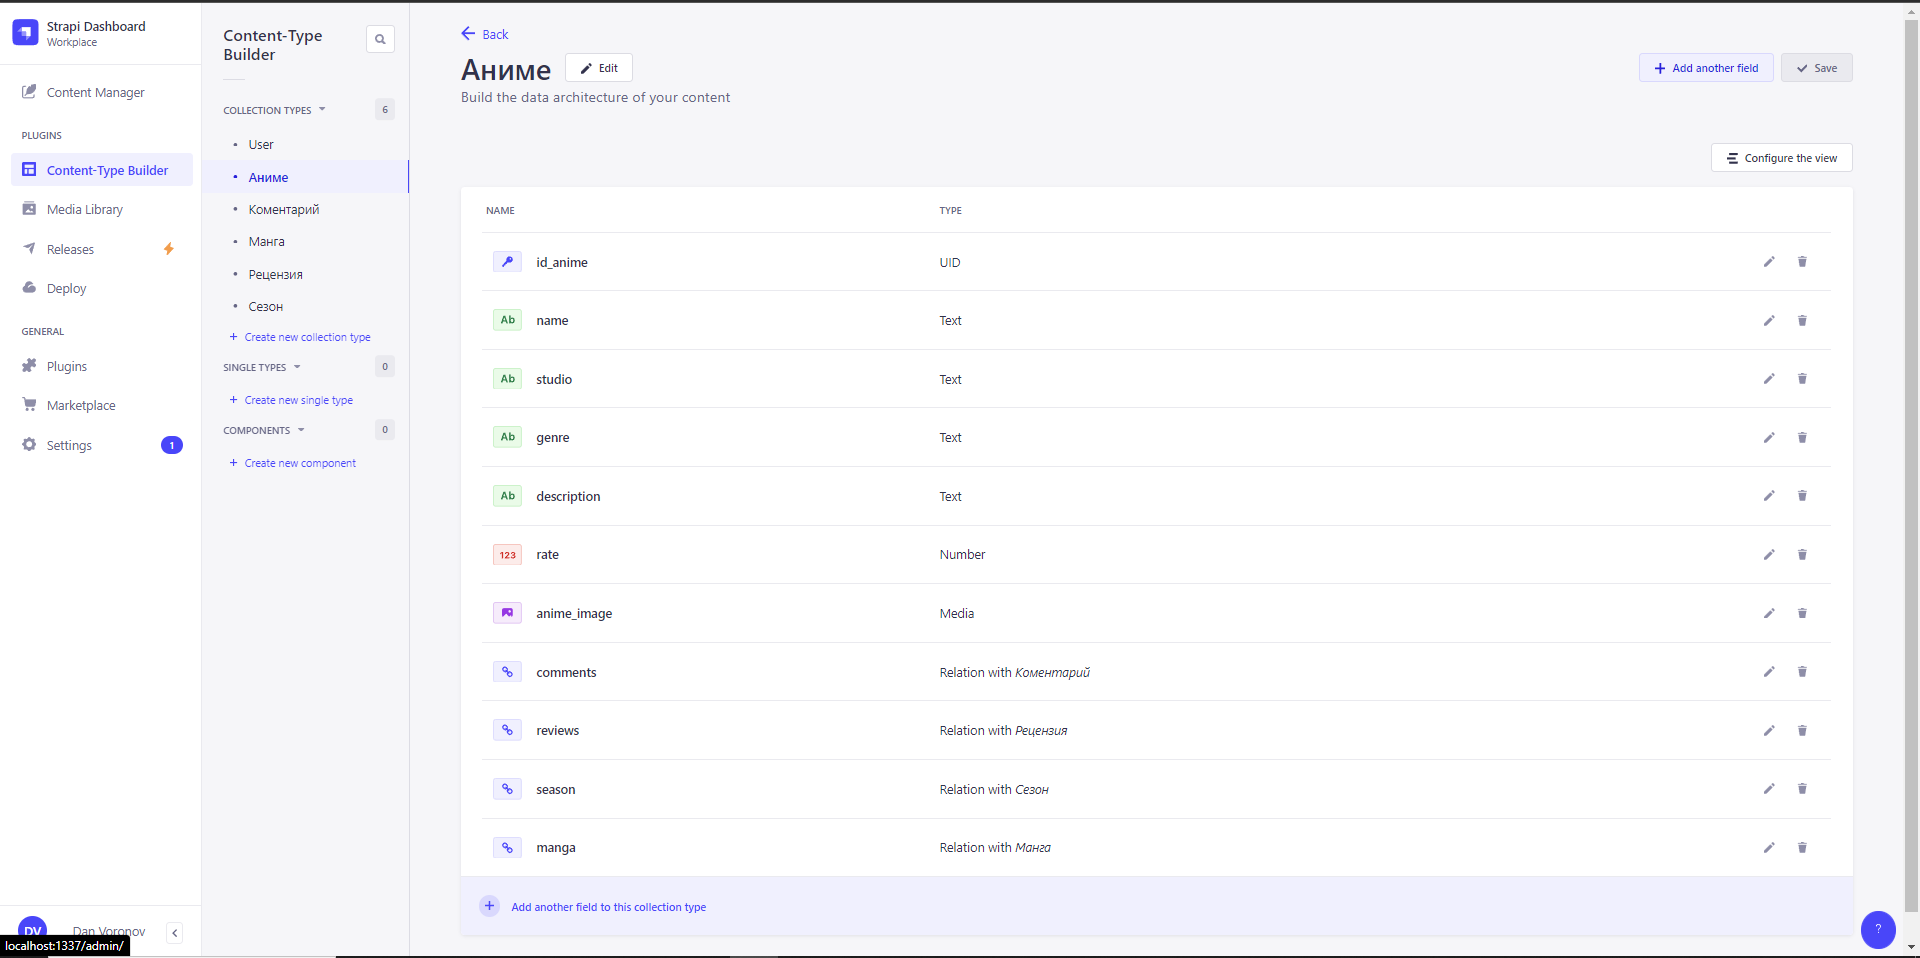 Strapi Dashboard
Workplace
Content Manager
PLUGINS
Content-Type Builder
Media Library
Releases
Deploy
GENERAL
Plugins
Marketplace
Settings
1
DV
Dan Voronov
localhost:1337/admin/
Content-Type
Builder
COLLECTION TYPES
6
User
Аниме
Коментарий
Манга
Рецензия
Сезон
+ Create new collection type
SINGLE TYPES
0
+ Create new single type
COMPONENTS
0
+ Create new component
Back
Аниме
Edit
Build the data architecture of your content
+ Add another field
Save
Configure the view
NAME TYPE
id_anime UID
Ab name Text
Ab studio Text
Ab genre Text
Ab description Text
123 rate Number
anime_image Media
comments Relation with Коментарий
reviews Relation with Рецензия
season Relation with Сезон
manga Relation with Манга
+ Add another field to this collection type
?